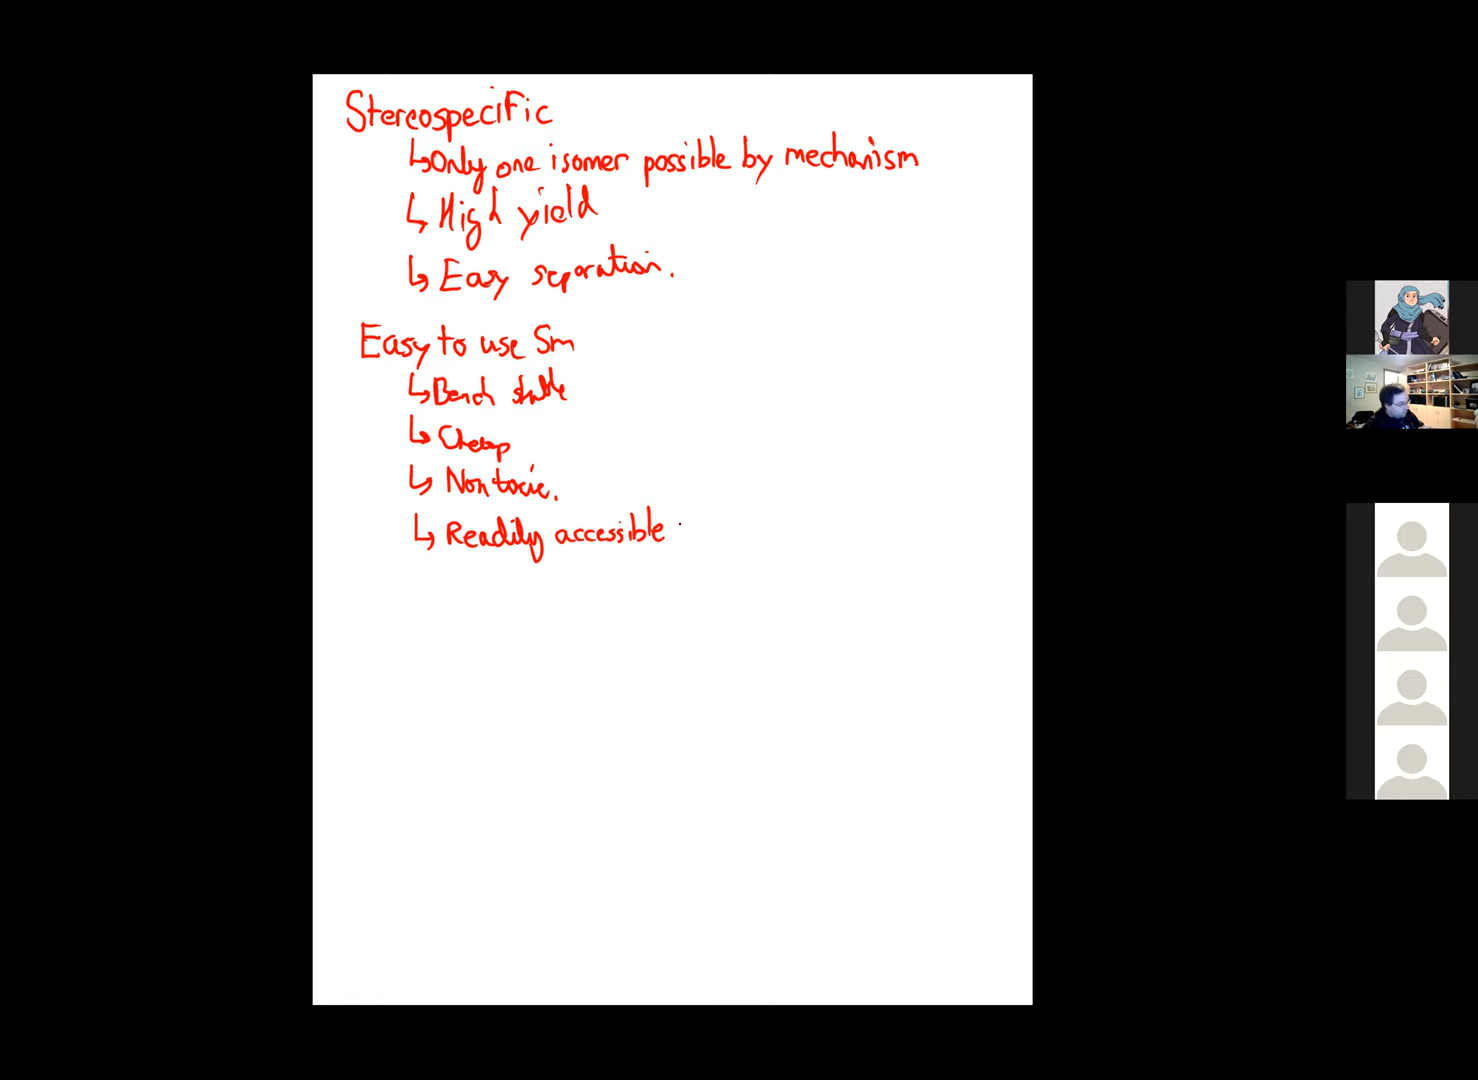 Stereospecific
↳ Only one isomer possible by mechanism
↳ High yield
↳ Easy separation.
Easy to use Sm
↳ Bench stable
↳ Cheap
↳ Non toxic.
↳ Readily accessible